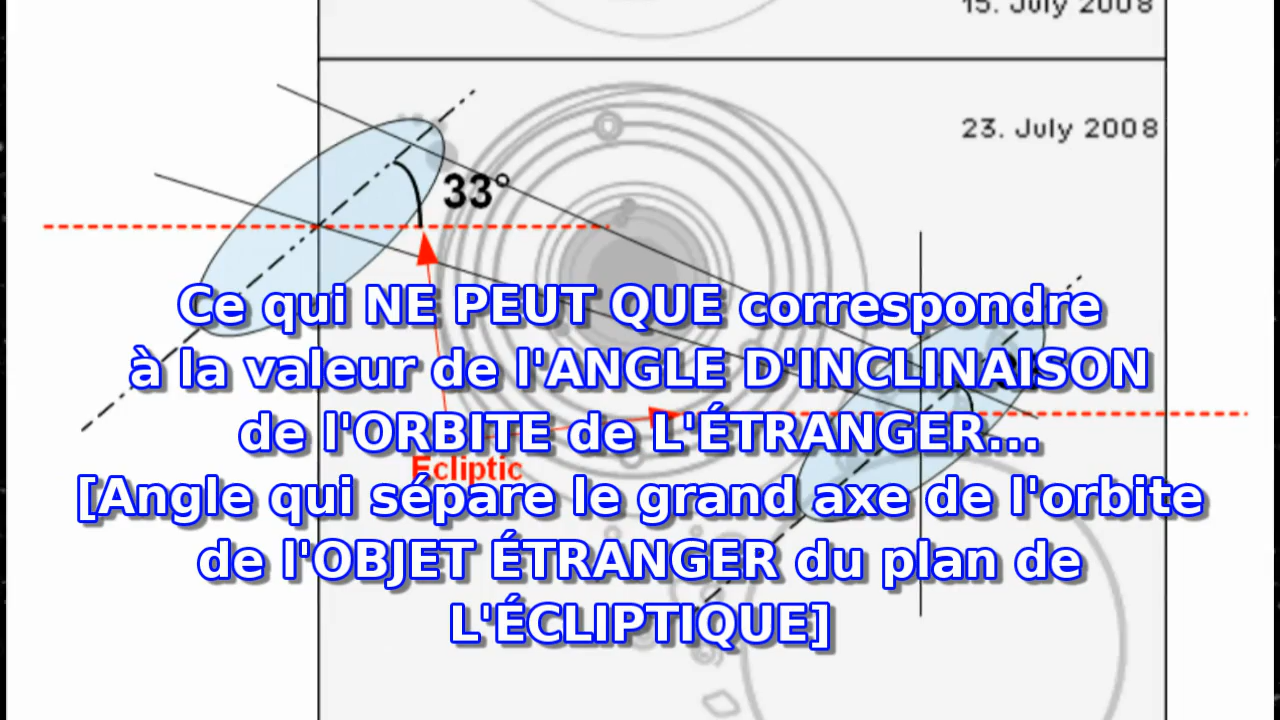 15. July 2008
23. July 2008
33°
Ce qui NE PEUT QUE correspondre
à la valeur de l'ANGLE D'INCLINAISON
de l'ORBITE de L'ÉTRANGER...
Ecliptic
[Angle qui sépare le grand axe de l'orbite
de l'OBJET ÉTRANGER du plan de
L'ÉCLIPTIQUE]